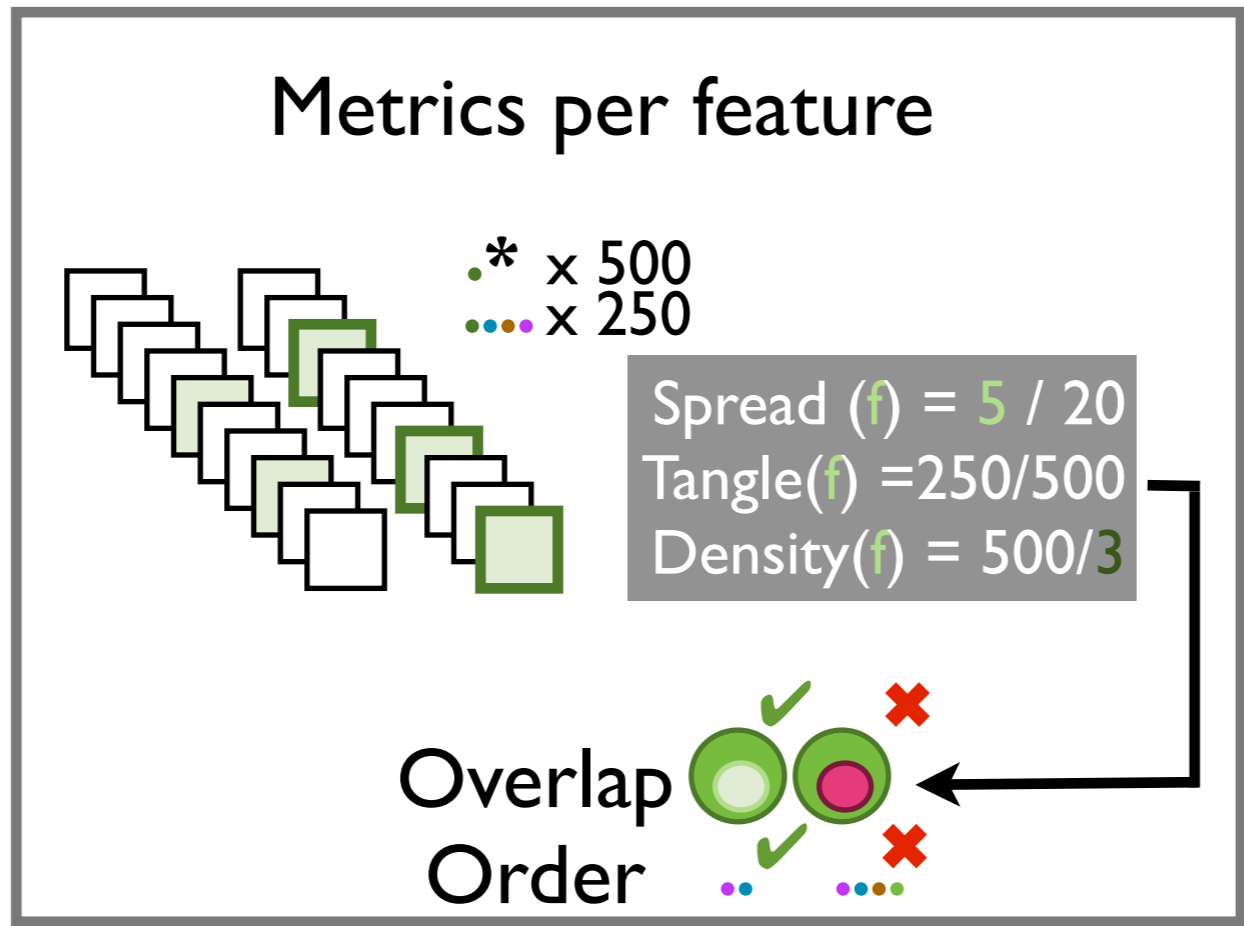 Metrics per feature
.* x 500
x 250
Spread (f) = 5 / 20
Tangle(f) =250/500
Density(f) = 500/3
Overlap
Order